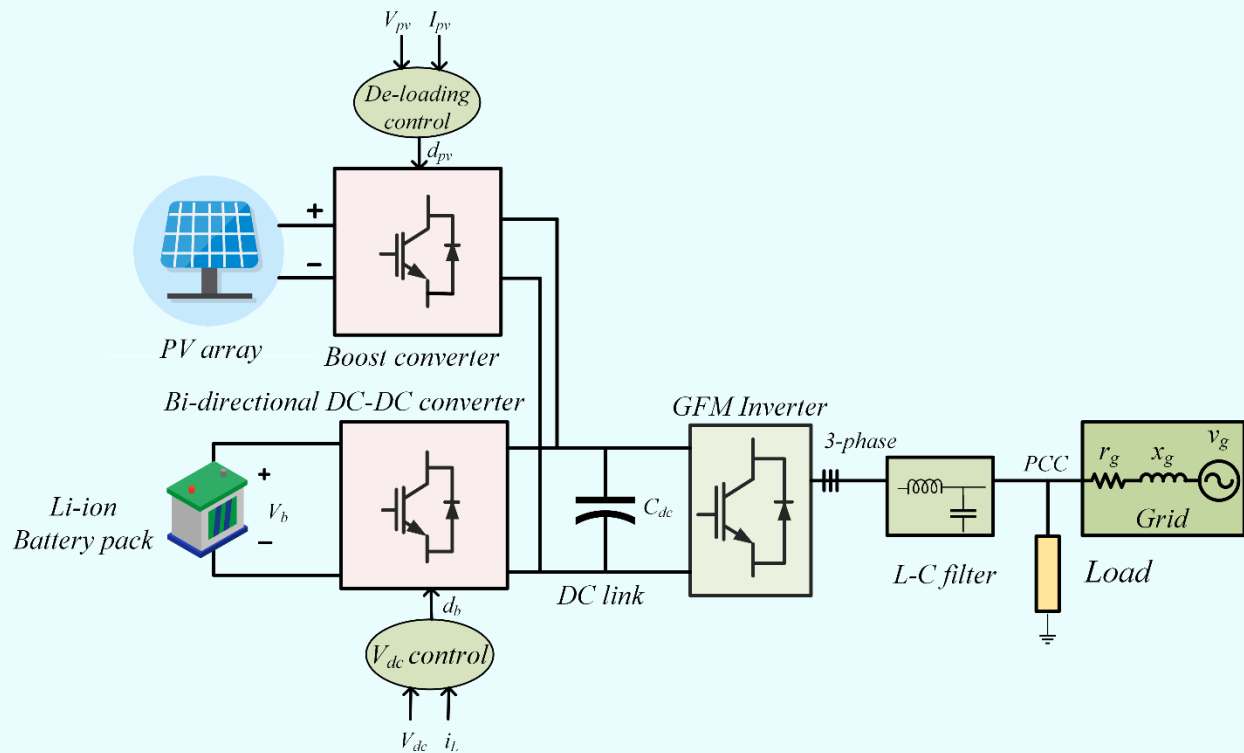 V_pv I_pv
De-loading
control
d_pv
+
−
PV array
Boost converter
Bi-directional DC-DC converter
GFM Inverter
3-phase
+
V_b
−
Li-ion
Battery pack
C_dc
DC link
L-C filter
PCC
r_g x_g v_g
Grid
Load
d_b
V_dc control
V_dc i_L